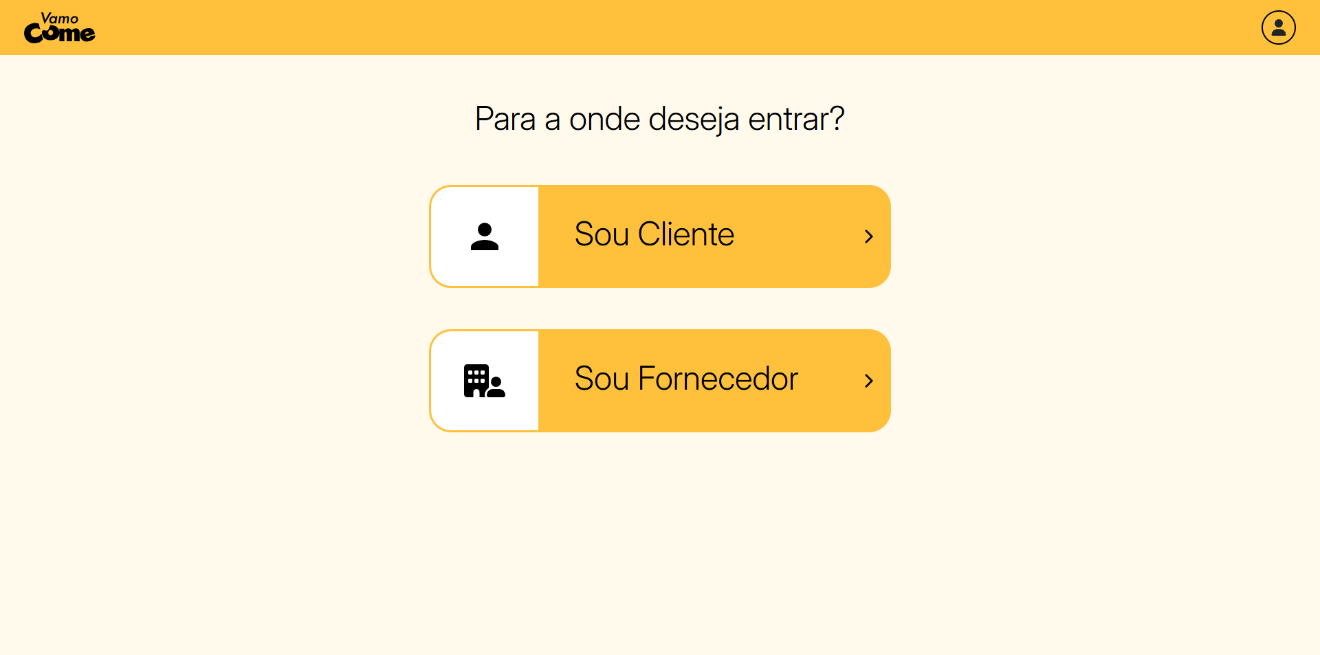 Vamo
Come
Para a onde deseja entrar?
Sou Cliente
Sou Fornecedor